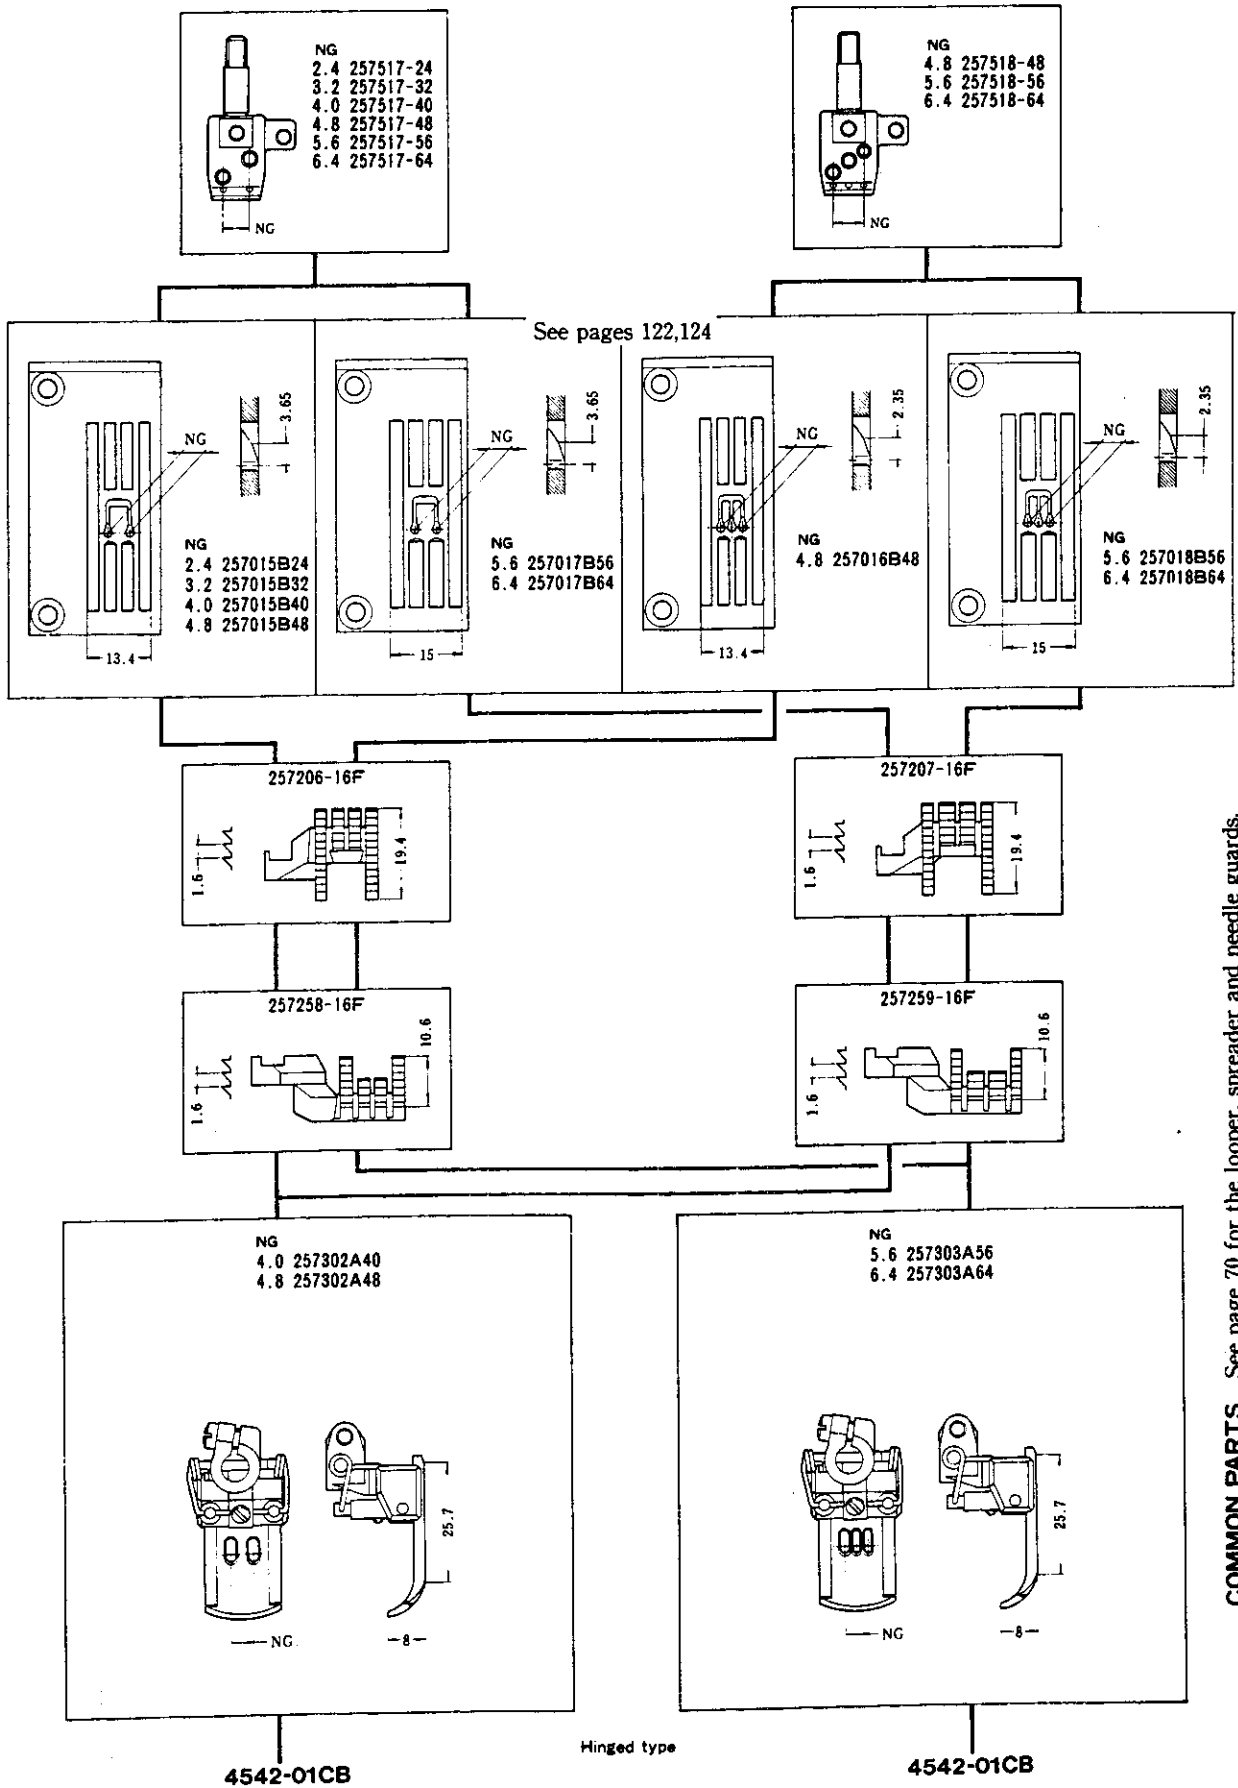 NG
2.4 257517-24
3.2 257517-32
4.0 257517-40
4.8 257517-48
5.6 257517-56
6.4 257517-64
NG
NG
4.8 257518-48
5.6 257518-56
6.4 257518-64
NG
See pages 122,124
NG
3.65
NG
2.4 257015B24
3.2 257015B32
4.0 257015B40
4.8 257015B48
13.4
NG
3.65
NG
5.6 257017B56
6.4 257017B64
15
NG
2.35
NG
4.8 257016B48
13.4
NG
2.35
NG
5.6 257018B56
6.4 257018B64
15
257206-16F
1.6
19.4
257207-16F
1.6
19.4
257258-16F
1.6
10.6
257259-16F
1.6
10.6
NG
4.0 257302A40
4.8 257302A48
25.7
NG
8
NG
5.6 257303A56
6.4 257303A64
25.7
NG
8
Hinged type
4542-01CB
4542-01CB
COMMON PARTS See page 70 for the looper, spreader and needle guards.